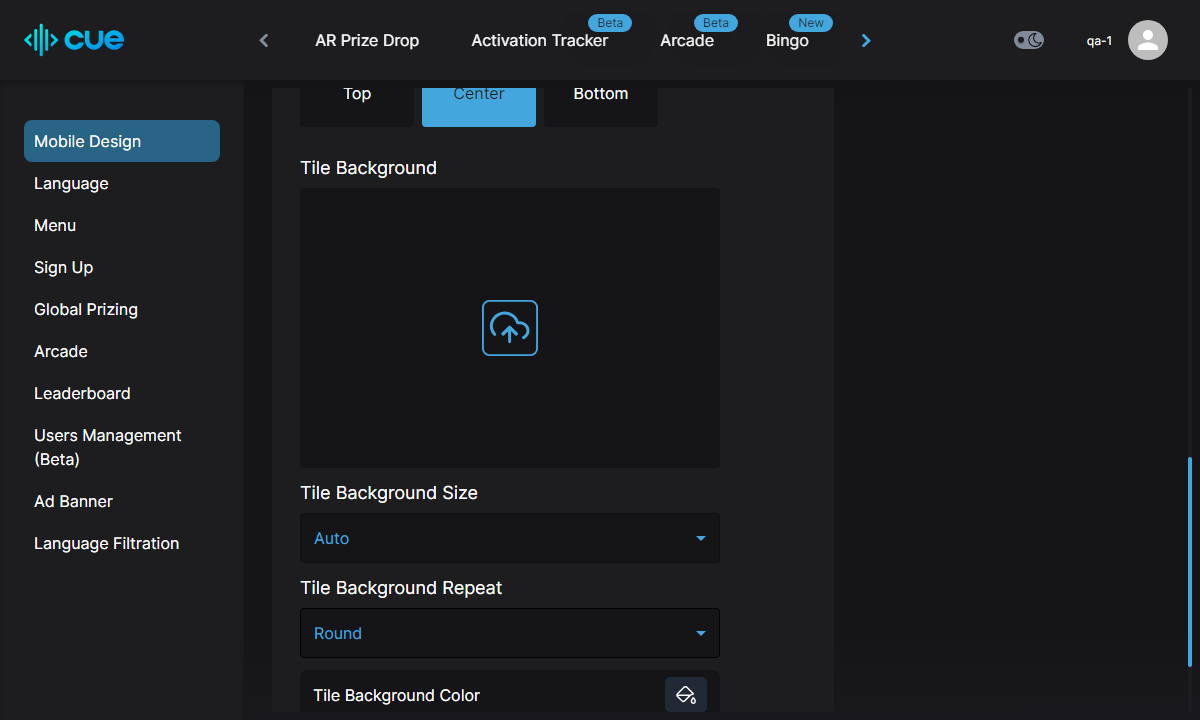 cue
AR Prize Drop
Activation Tracker
Beta
Arcade
Beta
Bingo
New
qa-1
Mobile Design
Language
Menu
Sign Up
Global Prizing
Arcade
Leaderboard
Users Management
(Beta)
Ad Banner
Language Filtration
Top
Center
Bottom
Tile Background
Tile Background Size
Auto
Tile Background Repeat
Round
Tile Background Color